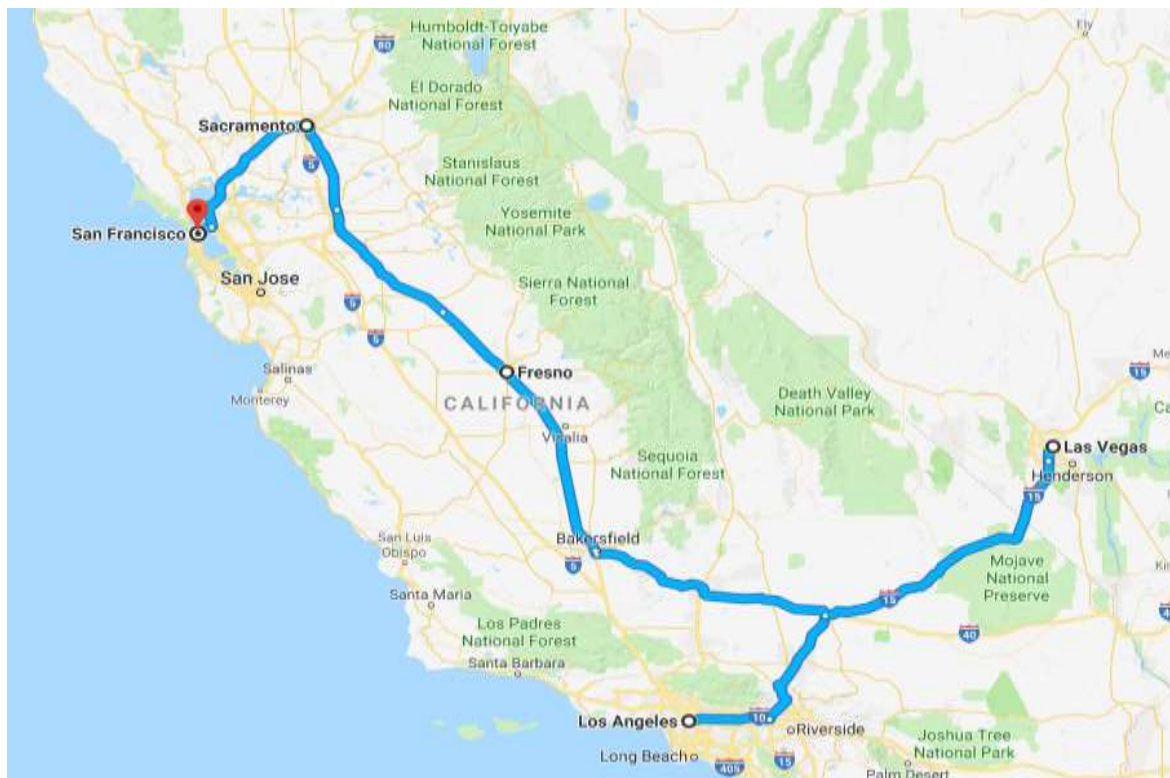 Humboldt-Toiyabe
National Forest
Ely
80
El Dorado
National Forest
Sacramento
5
Stanislaus
National Forest
Yosemite
National Park
San Francisco
San Jose
Sierra National
Forest
5
5
Me
15
Salinas
Fresno
Monterey
CALIFORNIA
Death Valley
National Park
Ca
Visalia
Las Vegas
Sequoia
National Forest
Henderson
15
San Luis
Obispo
Bakersfield
5
Mojave
National
Preserve
Kin
Santa Maria
15
Los Padres
National Forest
40
Santa Barbara
Los Angeles
10
Riverside
Joshua Tree
National Park
Long Beach
405
15
Palm Desert